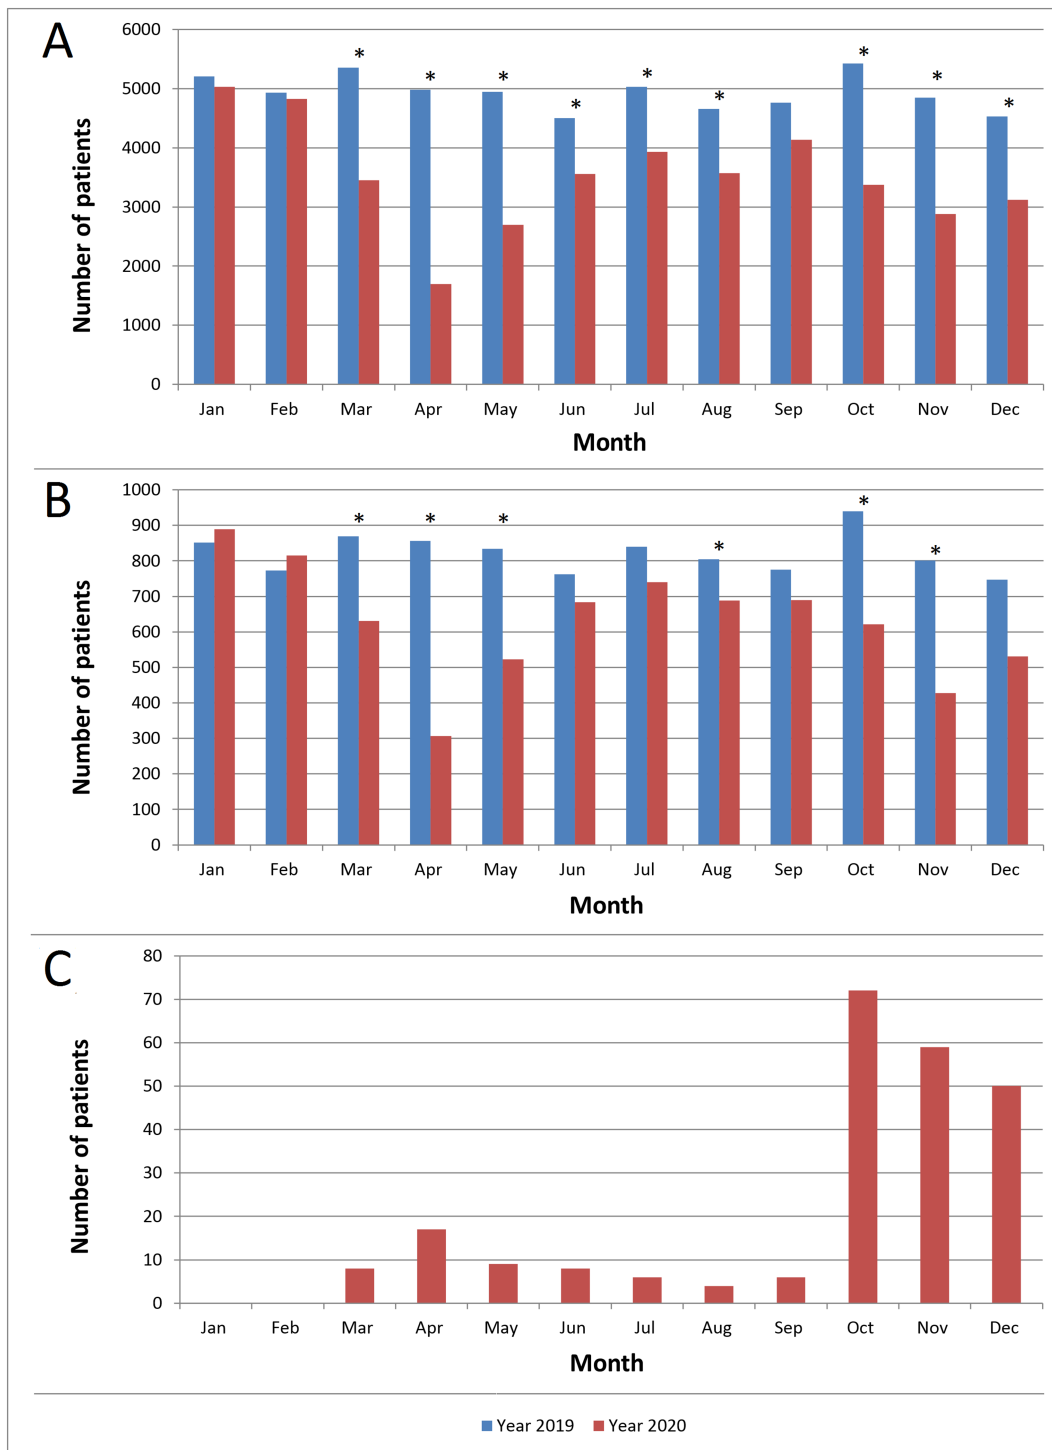 A
6000
5000
4000
3000
2000
1000
0
Number of patients
* * * * * * * * *
Jan Feb Mar Apr May Jun Jul Aug Sep Oct Nov Dec
Month
B
1000
900
800
700
600
500
400
300
200
100
0
Number of patients
* * * * * *
Jan Feb Mar Apr May Jun Jul Aug Sep Oct Nov Dec
Month
C
80
70
60
50
40
30
20
10
0
Number of patients
Jan Feb Mar Apr May Jun Jul Aug Sep Oct Nov Dec
Month
Year 2019 Year 2020